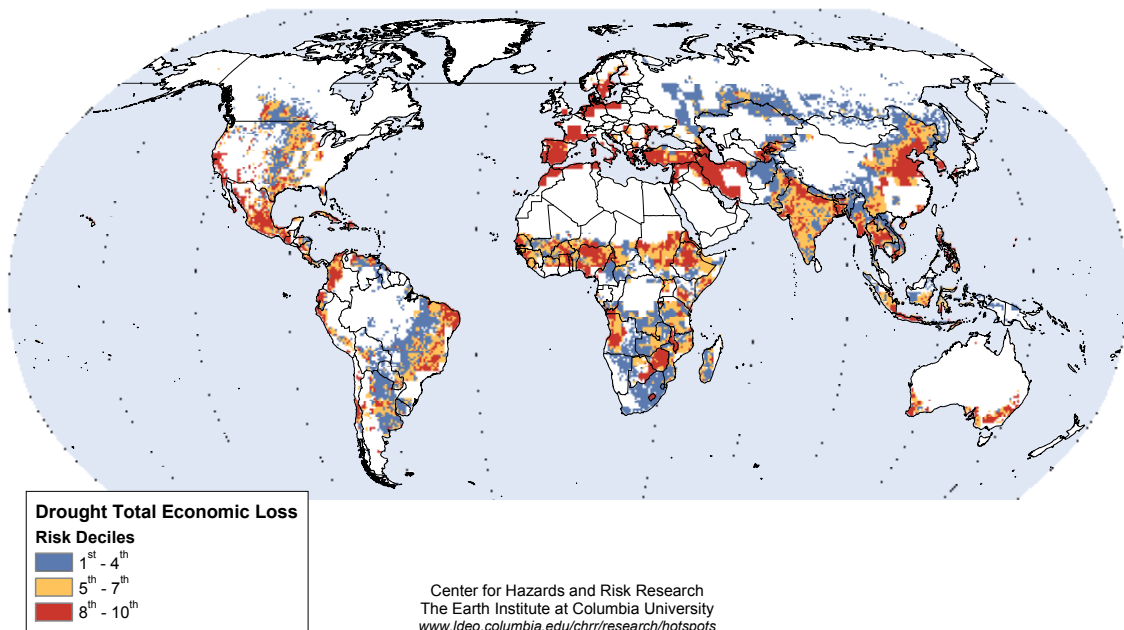 Drought Total Economic Loss
Risk Deciles
1st - 4th
5th - 7th
8th - 10th
Center for Hazards and Risk Research
The Earth Institute at Columbia University
www.ldeo.columbia.edu/chrr/research/hotspots